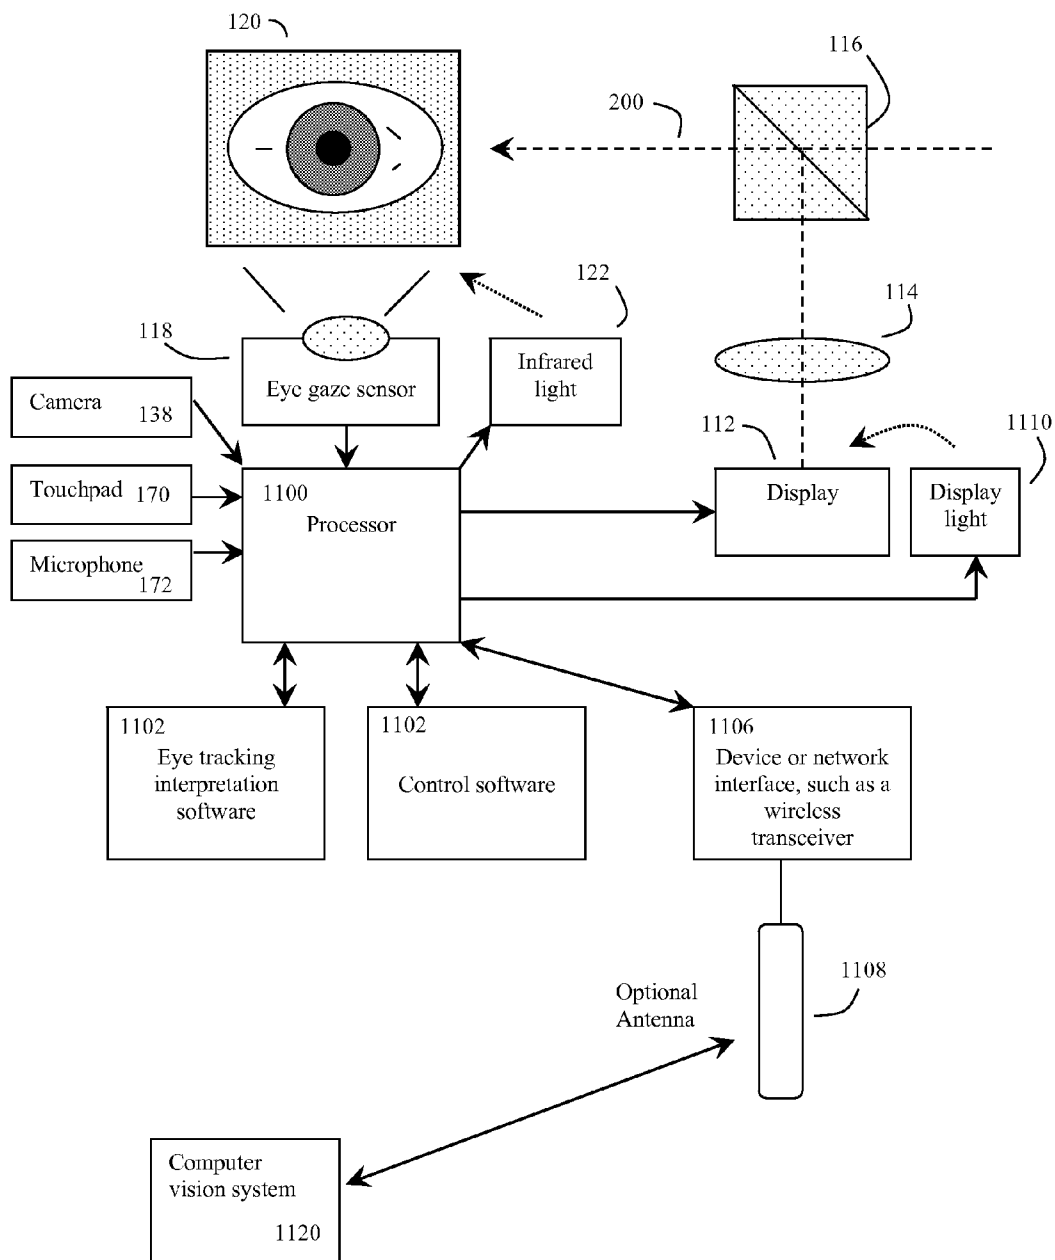 120
116
200
122
114
118
Infrared
light
Eye gaze sensor
Camera
138
112
1110
Touchpad 170
1100
Processor
Display
Display
light
Microphone
172
1102
Eye tracking
interpretation
software
1102
Control software
1106
Device or network
interface, such as a
wireless
transceiver
1108
Optional
Antenna
Computer
vision system
1120